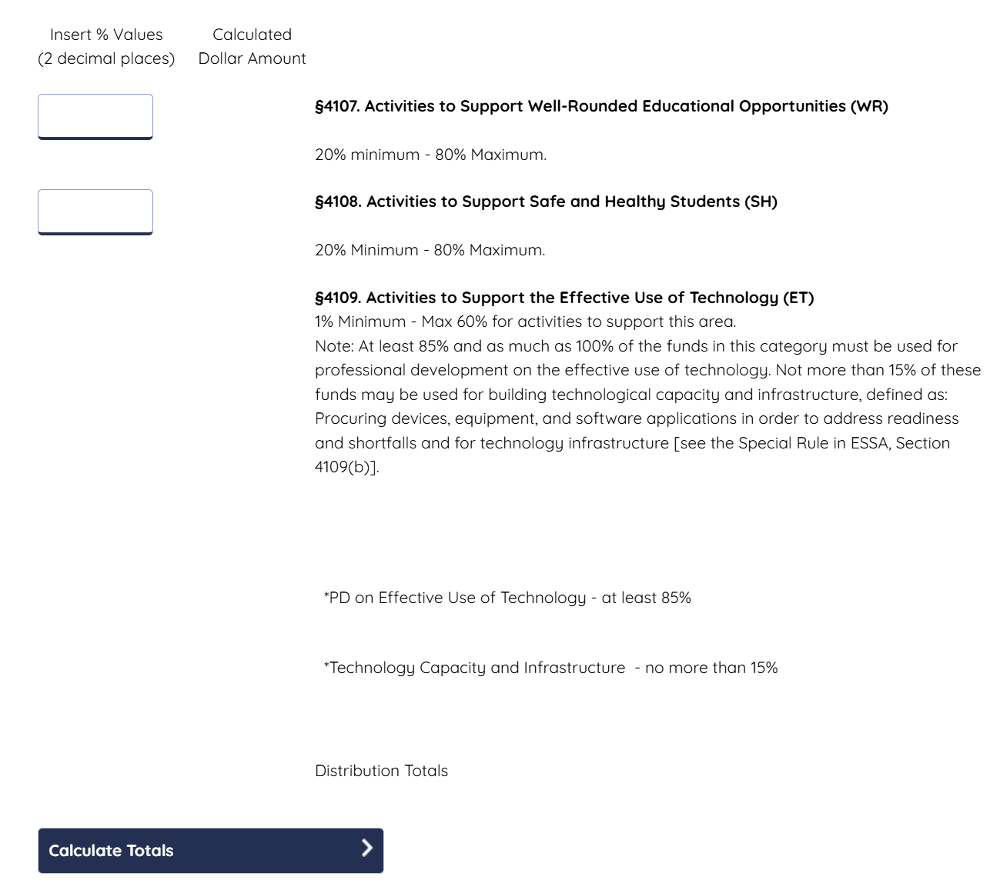 Insert % Values
(2 decimal places)
Calculated
Dollar Amount
§4107. Activities to Support Well-Rounded Educational Opportunities (WR)
20% minimum - 80% Maximum.
§4108. Activities to Support Safe and Healthy Students (SH)
20% Minimum - 80% Maximum.
§4109. Activities to Support the Effective Use of Technology (ET)
1% Minimum - Max 60% for activities to support this area.
Note: At least 85% and as much as 100% of the funds in this category must be used for
professional development on the effective use of technology. Not more than 15% of these
funds may be used for building technological capacity and infrastructure, defined as:
Procuring devices, equipment, and software applications in order to address readiness
and shortfalls and for technology infrastructure [see the Special Rule in ESSA, Section
4109(b)].
*PD on Effective Use of Technology - at least 85%
*Technology Capacity and Infrastructure  - no more than 15%
Distribution Totals
Calculate Totals